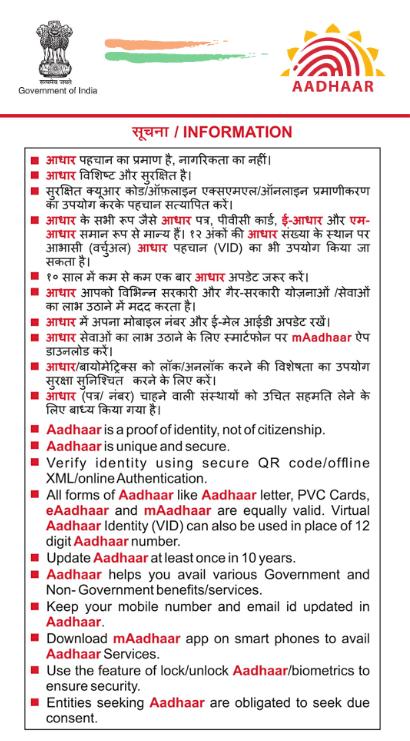 सत्यमेव जयते
Government of India
AADHAAR
सूचना / INFORMATION
आधार पहचान का प्रमाण है, नागरिकता का नहीं।
आधार विशिष्ट और सुरक्षित है।
सुरक्षित क्यूआर कोड/ऑफ़लाइन एक्सएमएल/ऑनलाइन प्रमाणीकरण
का उपयोग करके पहचान सत्यापित करें।
आधार के सभी रूप जैसे आधार पत्र, पीवीसी कार्ड, ई-आधार और एम-
आधार समान रूप से मान्य हैं। १२ अंकों की आधार संख्या के स्थान पर
आभासी (वर्चुअल) आधार पहचान (VID) का भी उपयोग किया जा
सकता है।
१० साल में कम से कम एक बार आधार अपडेट जरूर करें।
आधार आपको विभिन्न सरकारी और गैर-सरकारी योजनाओं /सेवाओं
का लाभ उठाने में मदद करता है।
आधार में अपना मोबाइल नंबर और ई-मेल आईडी अपडेट रखें।
आधार सेवाओं का लाभ उठाने के लिए स्मार्टफोन पर mAadhaar ऐप
डाउनलोड करें।
आधार/बायोमेट्रिक्स को लॉक/अनलॉक करने की विशेषता का उपयोग
सुरक्षा सुनिश्चित करने के लिए करें।
आधार (पत्र/ नंबर) चाहने वाली संस्थायों को उचित सहमति लेने के
लिए बाध्य किया गया है।
Aadhaar is a proof of identity, not of citizenship.
Aadhaar is unique and secure.
Verify identity using secure QR code/offline
XML/online Authentication.
All forms of Aadhaar like Aadhaar letter, PVC Cards,
eAadhaar and mAadhaar are equally valid. Virtual
Aadhaar Identity (VID) can also be used in place of 12
digit Aadhaar number.
Update Aadhaar at least once in 10 years.
Aadhaar helps you avail various Government and
Non- Government benefits/services.
Keep your mobile number and email id updated in
Aadhaar.
Download mAadhaar app on smart phones to avail
Aadhaar Services.
Use the feature of lock/unlock Aadhaar/biometrics to
ensure security.
Entities seeking Aadhaar are obligated to seek due
consent.